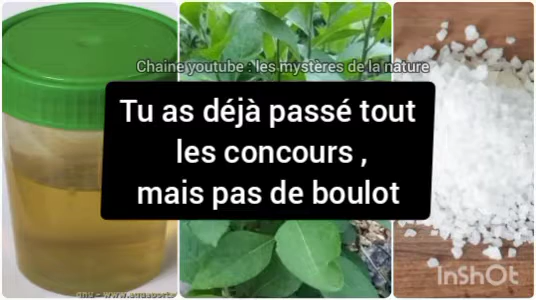 Chaine youtube : les mystères de la nature
Tu as déjà passé tout
les concours ,
mais pas de boulot
InShOt